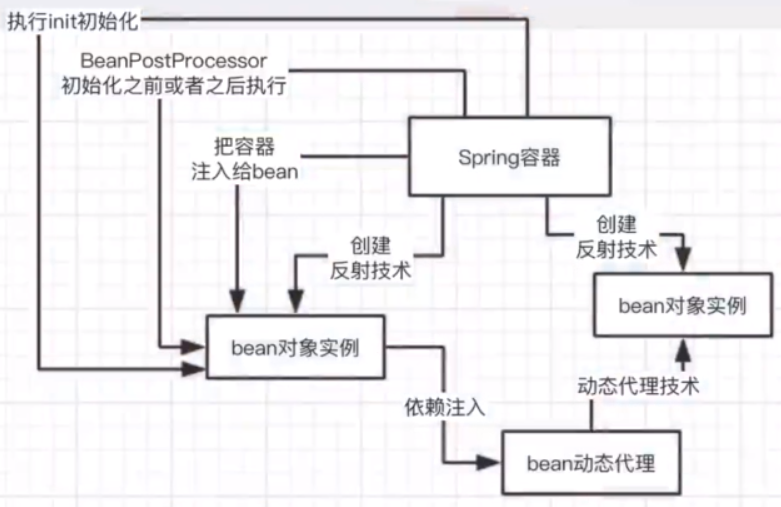 执行init初始化
BeanPostProcessor
初始化之前或者之后执行
把容器
注入给bean
Spring容器
创建
反射技术
创建
反射技术
bean对象实例
bean对象实例
动态代理技术
依赖注入
bean动态代理